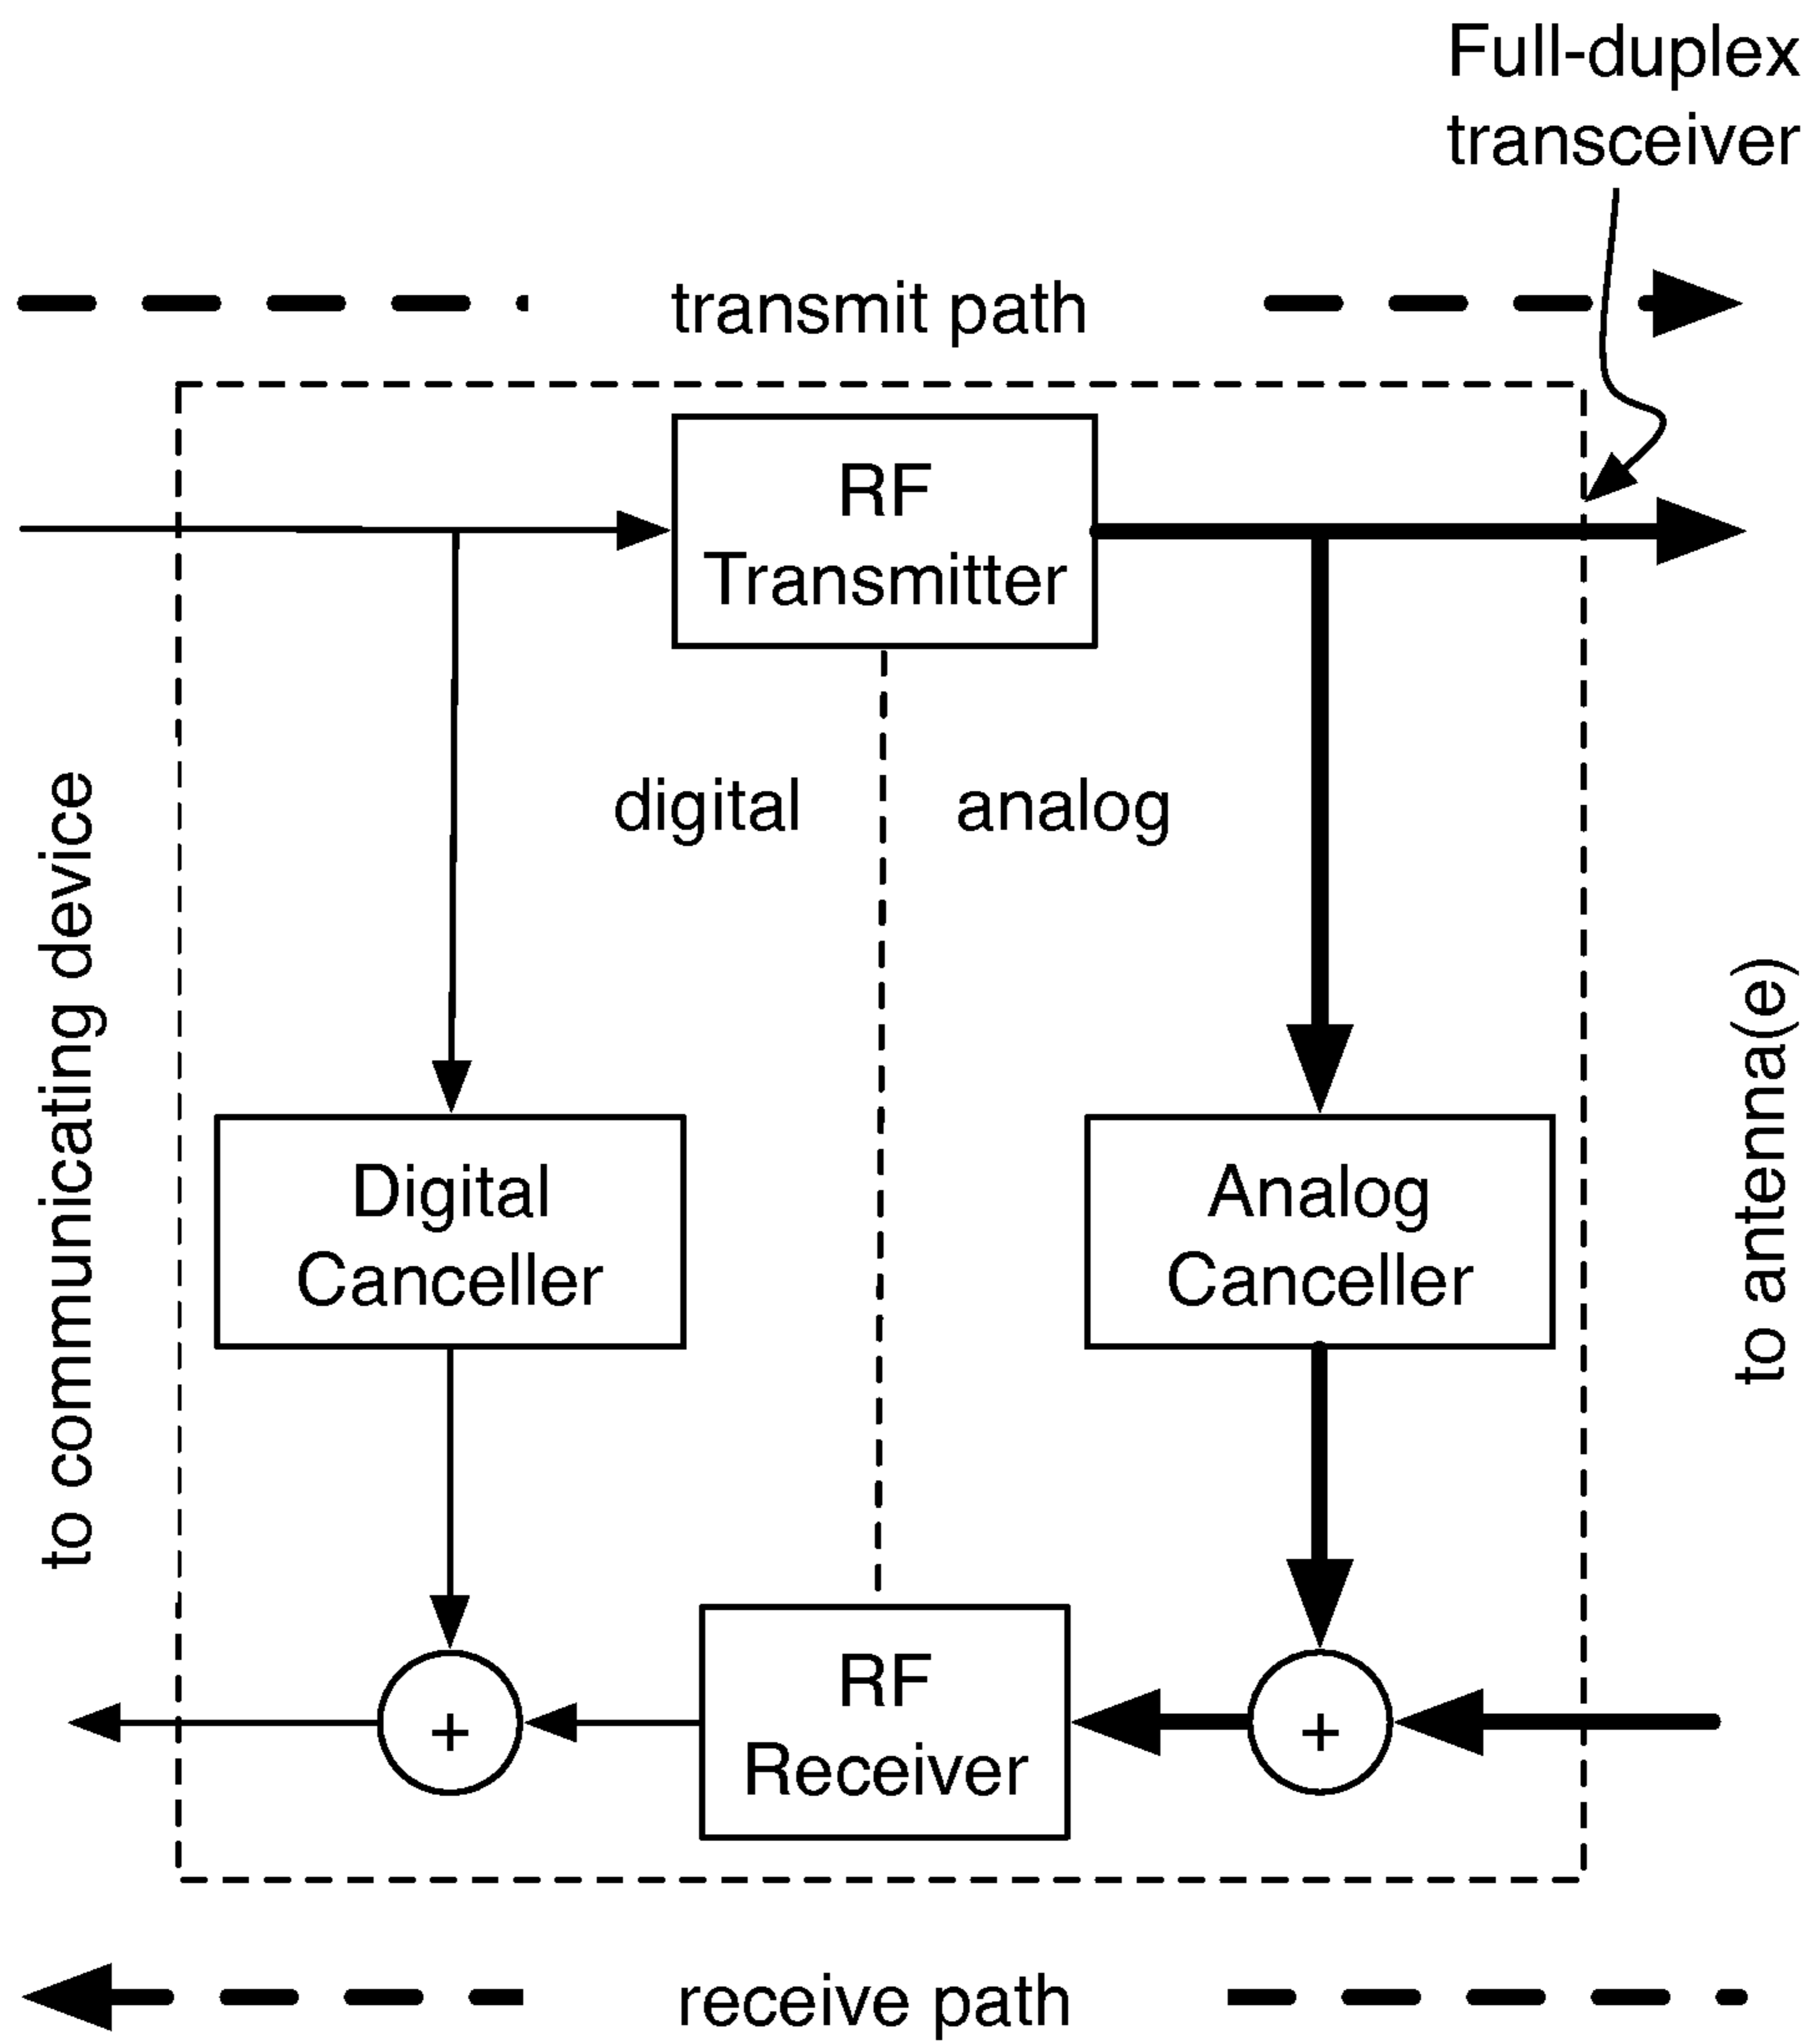 Full-duplex
transceiver
transmit path
RF
Transmitter
digital
analog
to communicating device
to antenna(e)
Digital
Canceller
Analog
Canceller
+
RF
Receiver
+
receive path